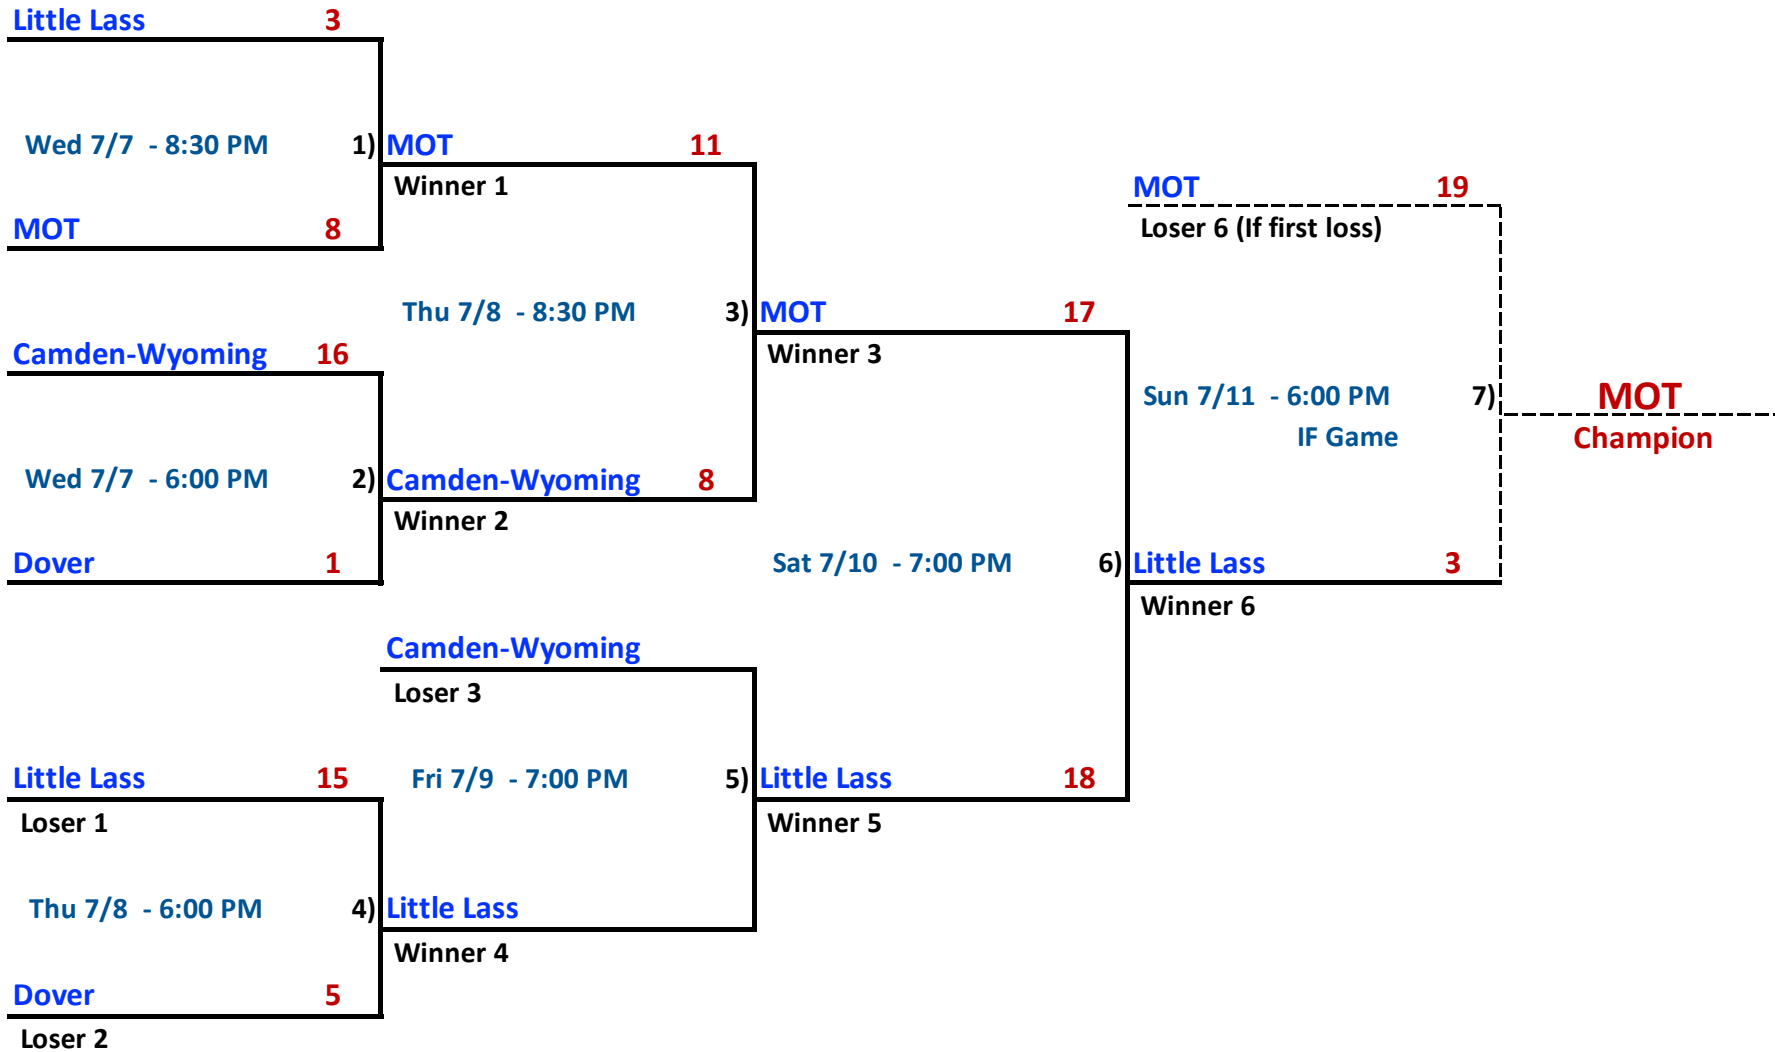 Little Lass 3
Wed 7/7 - 8:30 PM 1) MOT 11
Winner 1
MOT 19
MOT 8
Loser 6 (If first loss)
Thu 7/8 - 8:30 PM 3) MOT 17
Camden-Wyoming 16
Winner 3
Sun 7/11 - 6:00 PM 7) MOT
IF Game Champion
Wed 7/7 - 6:00 PM 2) Camden-Wyoming 8
Winner 2
Dover 1
Sat 7/10 - 7:00 PM 6) Little Lass 3
Winner 6
Camden-Wyoming
Loser 3
Little Lass 15
Fri 7/9 - 7:00 PM 5) Little Lass 18
Loser 1
Winner 5
Thu 7/8 - 6:00 PM 4) Little Lass
Winner 4
Dover 5
Loser 2